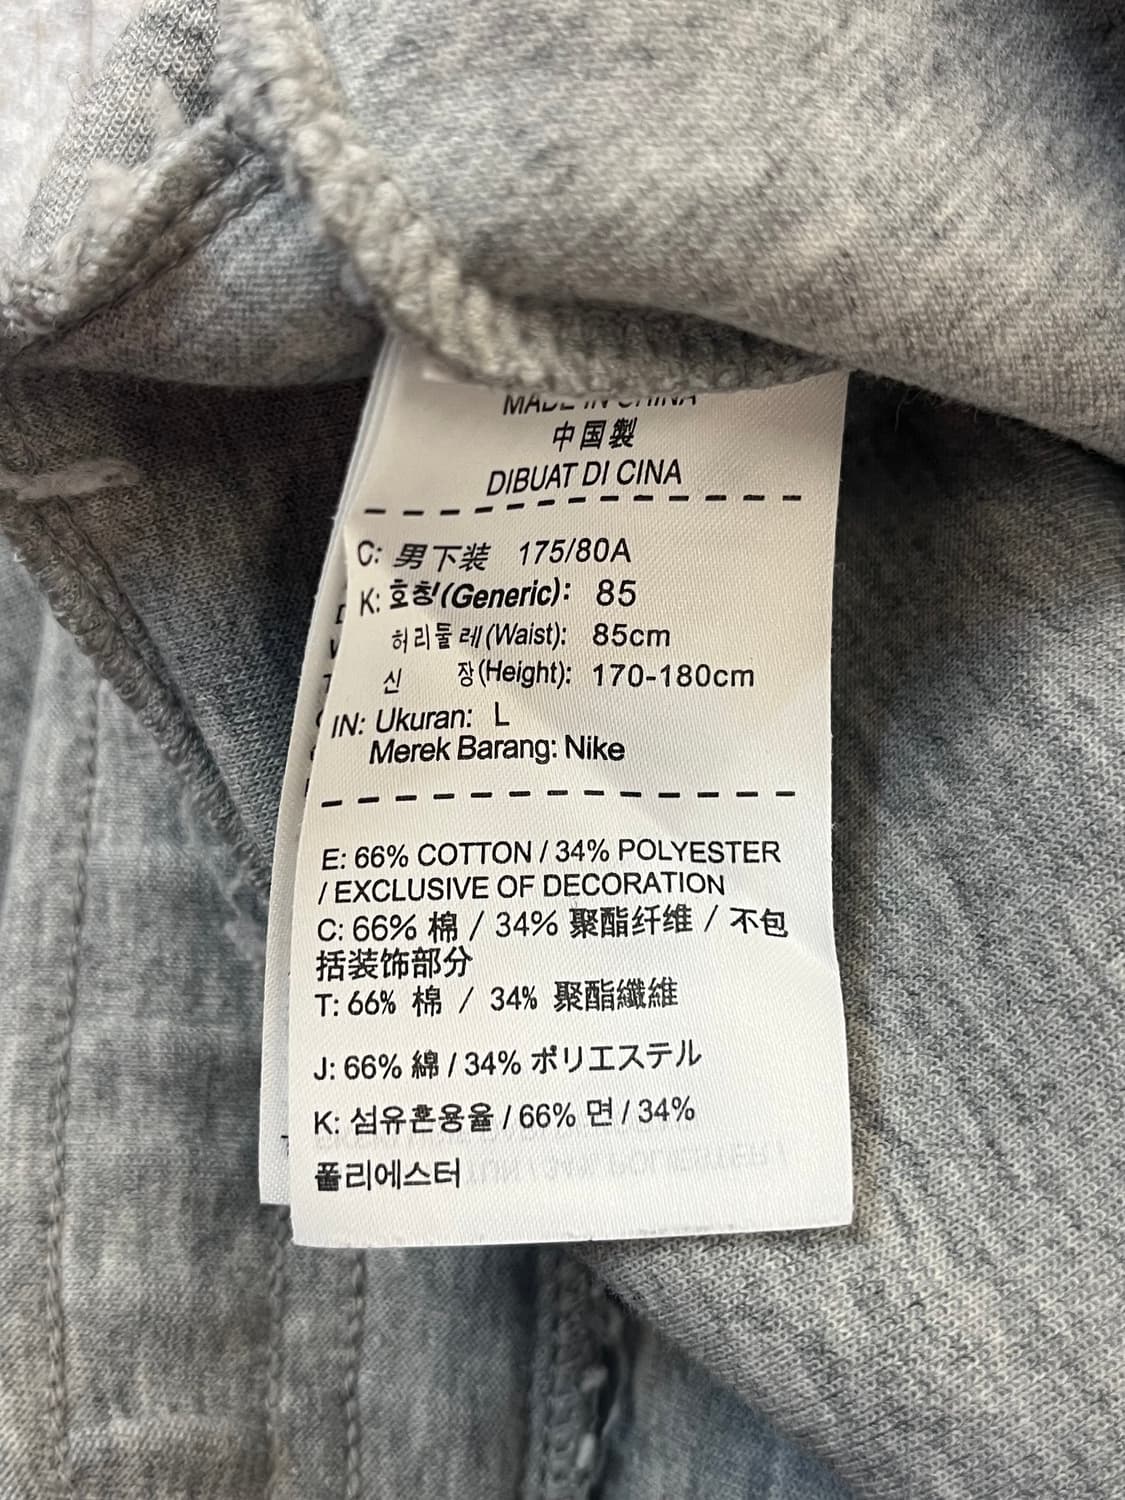 MADE IN CHINA
中国製
DIBUAT DI CINA
C: 男下装 175/80A
K: 호칭(Generic): 85
허리둘레(Waist): 85cm
신 장(Height): 170-180cm
IN: Ukuran: L
Merek Barang: Nike
E: 66% COTTON / 34% POLYESTER
/ EXCLUSIVE OF DECORATION
C: 66% 棉 / 34% 聚酯纤维 / 不包
括装饰部分
T: 66% 棉 / 34% 聚酯纖維
J: 66% 綿 / 34% ポリエステル
K: 섬유혼용율 / 66% 면 / 34%
폴리에스터